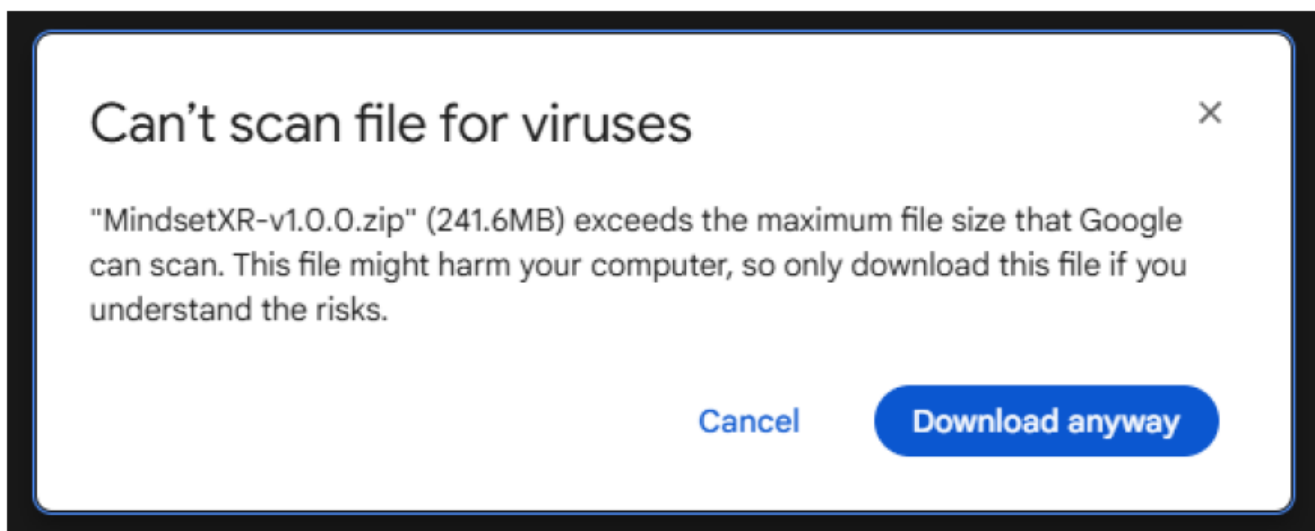 Can’t scan file for viruses
"MindsetXR-v1.0.0.zip" (241.6MB) exceeds the maximum file size that Google
can scan. This file might harm your computer, so only download this file if you
understand the risks.
Cancel
Download anyway